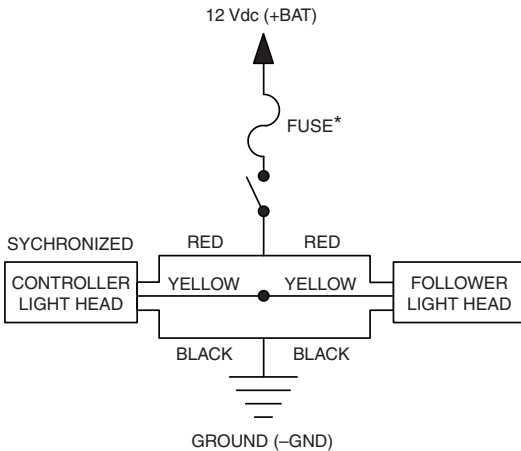 12 Vdc (+BAT)
FUSE*
SYCHRONIZED
RED RED
CONTROLLER
LIGHT HEAD
YELLOW YELLOW
FOLLOWER
LIGHT HEAD
BLACK BLACK
GROUND (–GND)